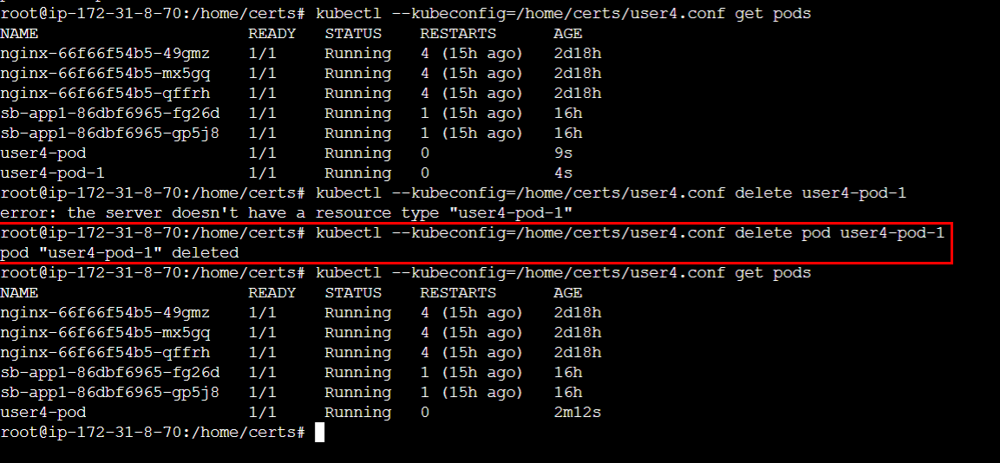 root@ip-172-31-8-70:/home/certs# kubectl --kubeconfig=/home/certs/user4.conf get pods
NAME READY STATUS RESTARTS AGE
nginx-66f66f54b5-49gmz 1/1 Running 4 (15h ago) 2d18h
nginx-66f66f54b5-mx5gq 1/1 Running 4 (15h ago) 2d18h
nginx-66f66f54b5-qffrh 1/1 Running 4 (15h ago) 2d18h
sb-app1-86dbf6965-fg26d 1/1 Running 1 (15h ago) 16h
sb-app1-86dbf6965-gp5j8 1/1 Running 1 (15h ago) 16h
user4-pod 1/1 Running 0 9s
user4-pod-1 1/1 Running 0 4s
root@ip-172-31-8-70:/home/certs# kubectl --kubeconfig=/home/certs/user4.conf delete user4-pod-1
error: the server doesn't have a resource type "user4-pod-1"
root@ip-172-31-8-70:/home/certs# kubectl --kubeconfig=/home/certs/user4.conf delete pod user4-pod-1
pod "user4-pod-1" deleted
root@ip-172-31-8-70:/home/certs# kubectl --kubeconfig=/home/certs/user4.conf get pods
NAME READY STATUS RESTARTS AGE
nginx-66f66f54b5-49gmz 1/1 Running 4 (15h ago) 2d18h
nginx-66f66f54b5-mx5gq 1/1 Running 4 (15h ago) 2d18h
nginx-66f66f54b5-qffrh 1/1 Running 4 (15h ago) 2d18h
sb-app1-86dbf6965-fg26d 1/1 Running 1 (15h ago) 16h
sb-app1-86dbf6965-gp5j8 1/1 Running 1 (15h ago) 16h
user4-pod 1/1 Running 0 2m12s
root@ip-172-31-8-70:/home/certs#